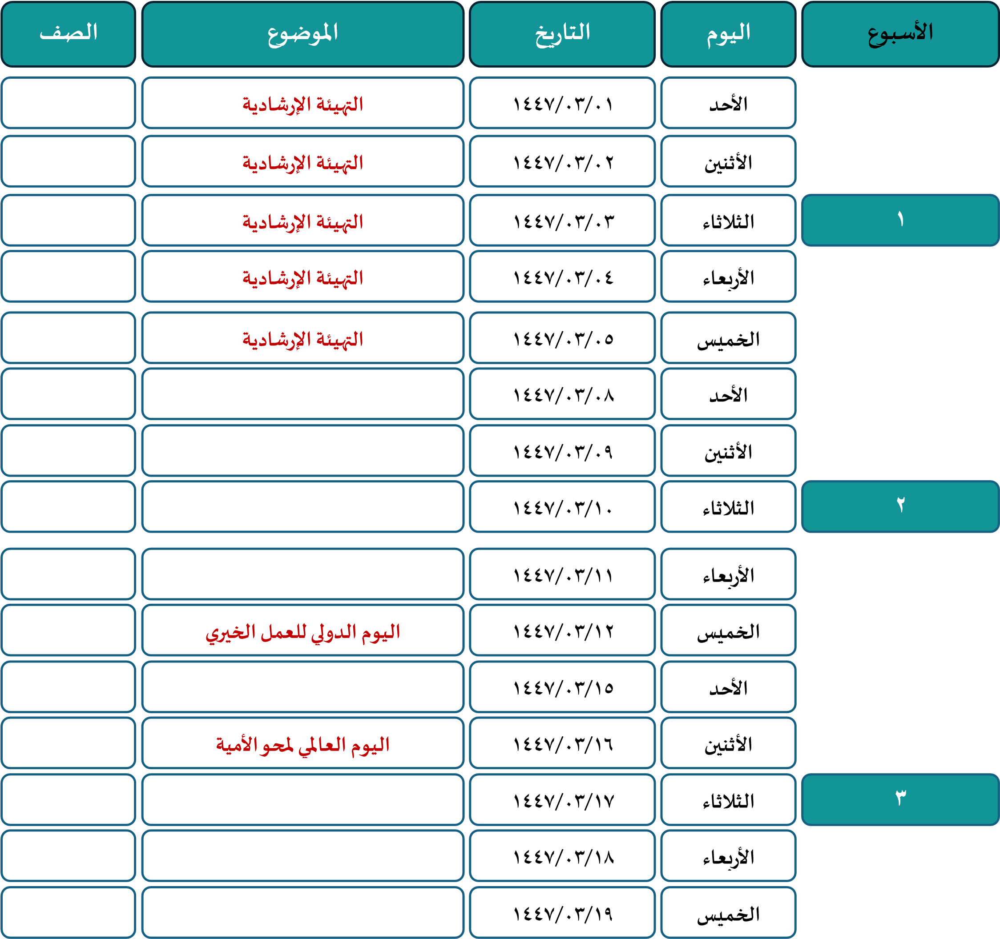 الأسبوع اليوم التاريخ الموضوع الصف
الأحد ١٤٤٧/٠٣/٠١ التهيئة الإرشادية
الأثنين ١٤٤٧/٠٣/٠٢ التهيئة الإرشادية
١ الثلاثاء ١٤٤٧/٠٣/٠٣ التهيئة الإرشادية
الأربعاء ١٤٤٧/٠٣/٠٤ التهيئة الإرشادية
الخميس ١٤٤٧/٠٣/٠٥ التهيئة الإرشادية
الأحد ١٤٤٧/٠٣/٠٨
الأثنين ١٤٤٧/٠٣/٠٩
٢ الثلاثاء ١٤٤٧/٠٣/١٠
الأربعاء ١٤٤٧/٠٣/١١
الخميس ١٤٤٧/٠٣/١٢ اليوم الدولي للعمل الخيري
الأحد ١٤٤٧/٠٣/١٥
الأثنين ١٤٤٧/٠٣/١٦ اليوم العالمي لمحو الأمية
٣ الثلاثاء ١٤٤٧/٠٣/١٧
الأربعاء ١٤٤٧/٠٣/١٨
الخميس ١٤٤٧/٠٣/١٩